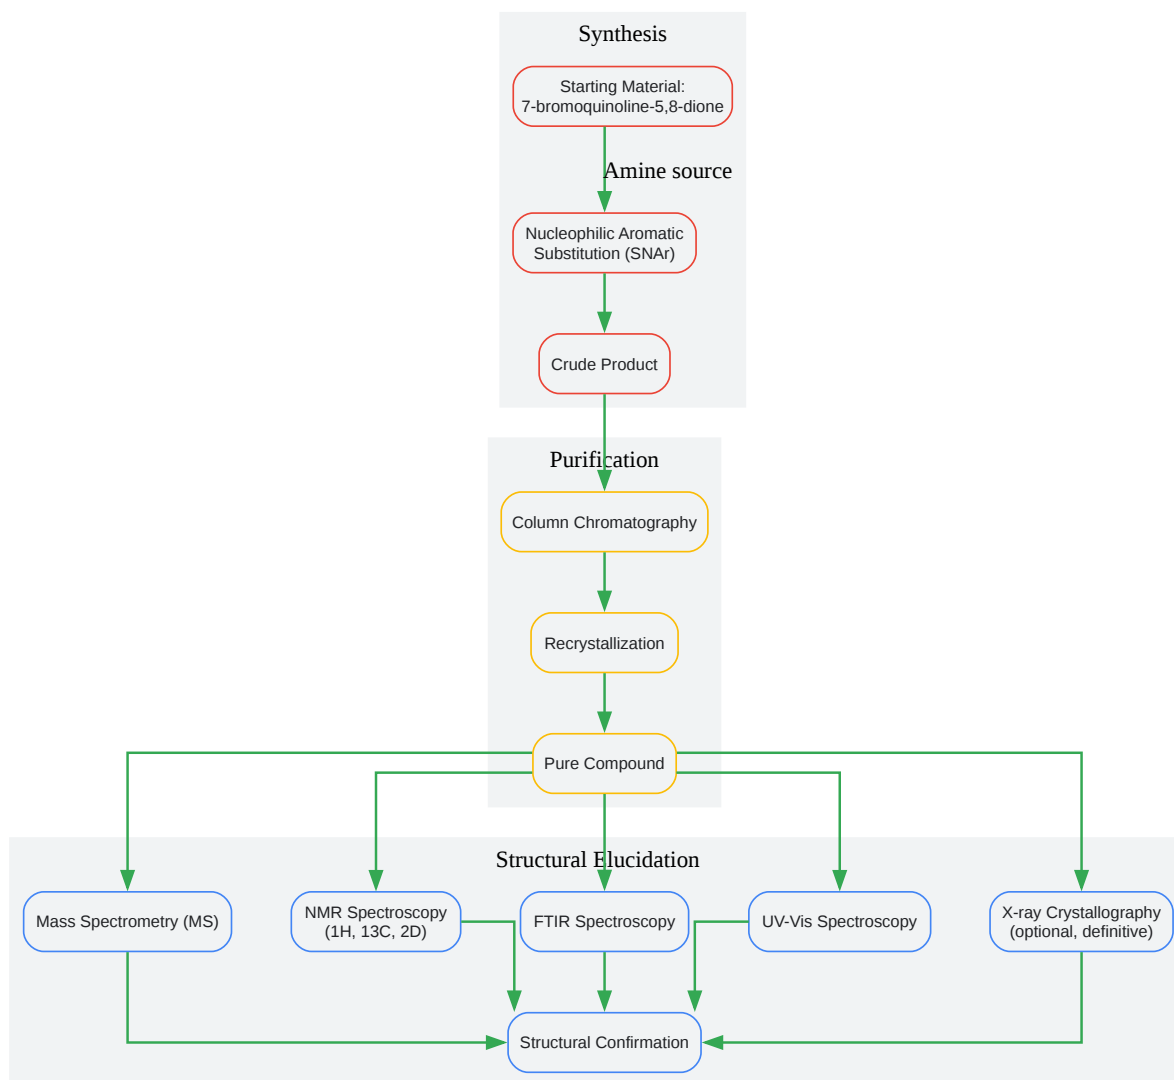 Synthesis
Starting Material:
7-bromoquinoline-5,8-dione
Amine source
Nucleophilic Aromatic
Substitution (SNAr)
Crude Product
Purification
Column Chromatography
Recrystallization
Pure Compound
Structural Elucidation
Mass Spectrometry (MS)
NMR Spectroscopy
(1H, 13C, 2D)
FTIR Spectroscopy
UV-Vis Spectroscopy
X-ray Crystallography
(optional, definitive)
Structural Confirmation